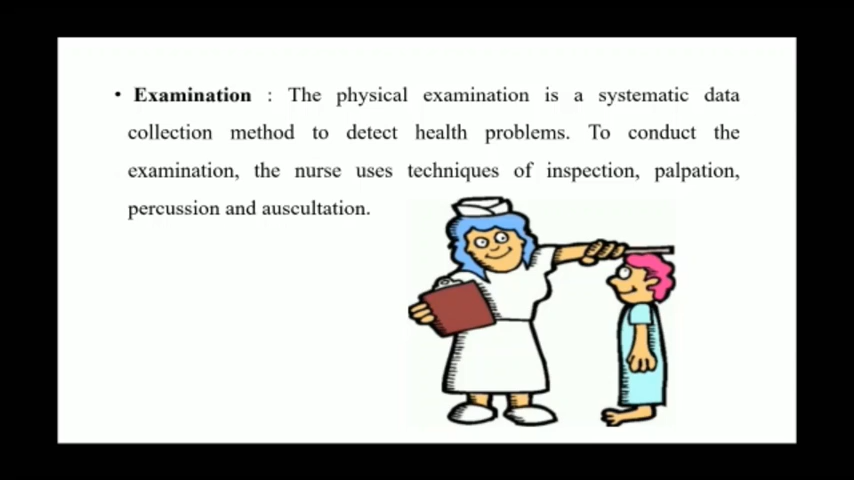 • Examination : The physical examination is a systematic data
collection method to detect health problems. To conduct the
examination, the nurse uses techniques of inspection, palpation,
percussion and auscultation.